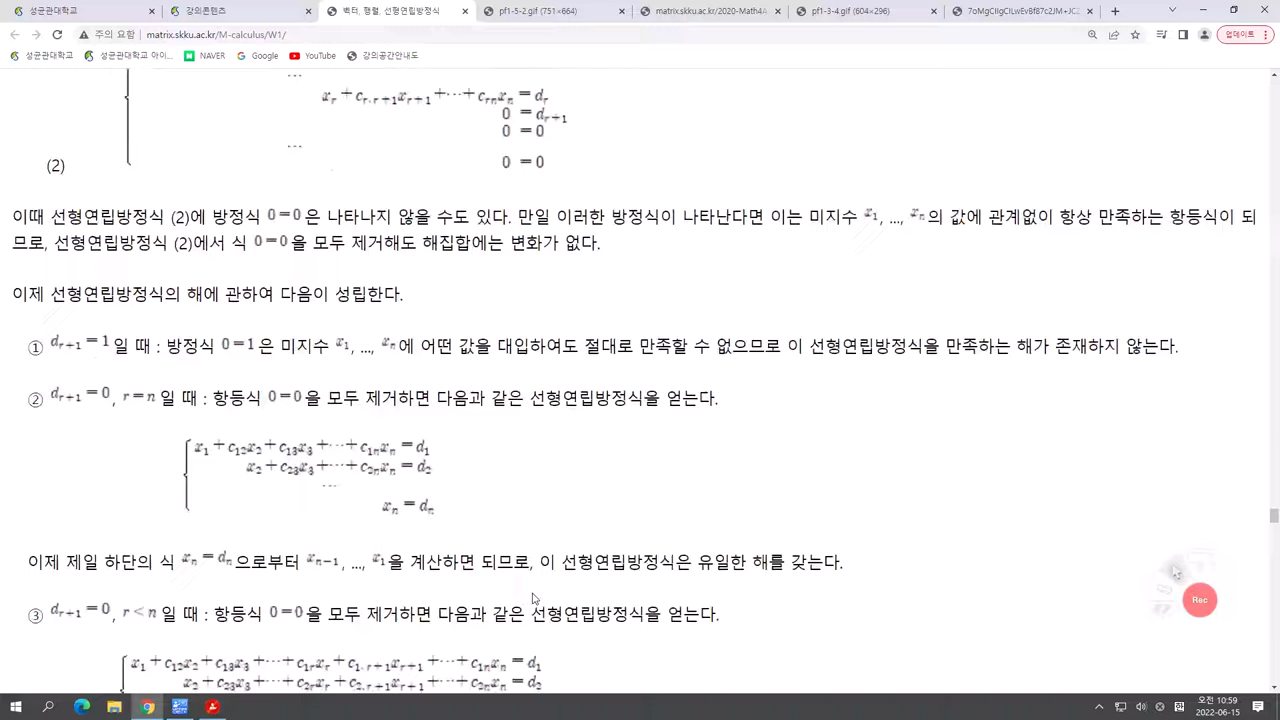 성균관대학교
강의콘텐츠
벡터, 행렬, 선형연립방정식
pf1-5-2.gif (751×664)
matrix.skku.ac.kr/2020-Math4
pf1-3-4.gif (604×296)
주의 요함
matrix.skku.ac.kr/M-calculus/W1/
업데이트
성균관대학교
성균관대학교 아이...
NAVER
Google
YouTube
강의공간안내도
...
x_r + c_{r,r+1}x_{r+1} + ⋯ + c_{rn}x_n = d_r
0 = d_{r+1}
0 = 0
...
(2) 0 = 0
이때 선형연립방정식 (2)에 방정식 0=0은 나타나지 않을 수도 있다. 만일 이러한 방정식이 나타난다면 이는 미지수 x_1, ..., x_n의 값에 관계없이 항상 만족하는 항등식이 되
므로, 선형연립방정식 (2)에서 식 0=0을 모두 제거해도 해집합에는 변화가 없다.
이제 선형연립방정식의 해에 관하여 다음이 성립한다.
① d_{r+1} = 1일 때 : 방정식 0=1은 미지수 x_1, ..., x_n에 어떤 값을 대입하여도 절대로 만족할 수 없으므로 이 선형연립방정식을 만족하는 해가 존재하지 않는다.
② d_{r+1} = 0, r = n일 때 : 항등식 0=0을 모두 제거하면 다음과 같은 선형연립방정식을 얻는다.
x_1 + c_{12}x_2 + c_{13}x_3 + ⋯ + c_{1n}x_n = d_1
x_2 + c_{23}x_3 + ⋯ + c_{2n}x_n = d_2
...
x_n = d_n
이제 제일 하단의 식 x_n = d_n으로부터 x_{n-1}, ..., x_1을 계산하면 되므로, 이 선형연립방정식은 유일한 해를 갖는다.
③ d_{r+1} = 0, r < n일 때 : 항등식 0=0을 모두 제거하면 다음과 같은 선형연립방정식을 얻는다.
x_1 + c_{12}x_2 + c_{13}x_3 + ⋯ + c_{1r}x_r + c_{1,r+1}x_{r+1} + ⋯ + c_{1n}x_n = d_1
x_2 + c_{23}x_3 + ⋯ + c_{2r}x_r + c_{2,r+1}x_{r+1} + ⋯ + c_{2n}x_n = d_2
Rec
오전 10:59
2022-06-15